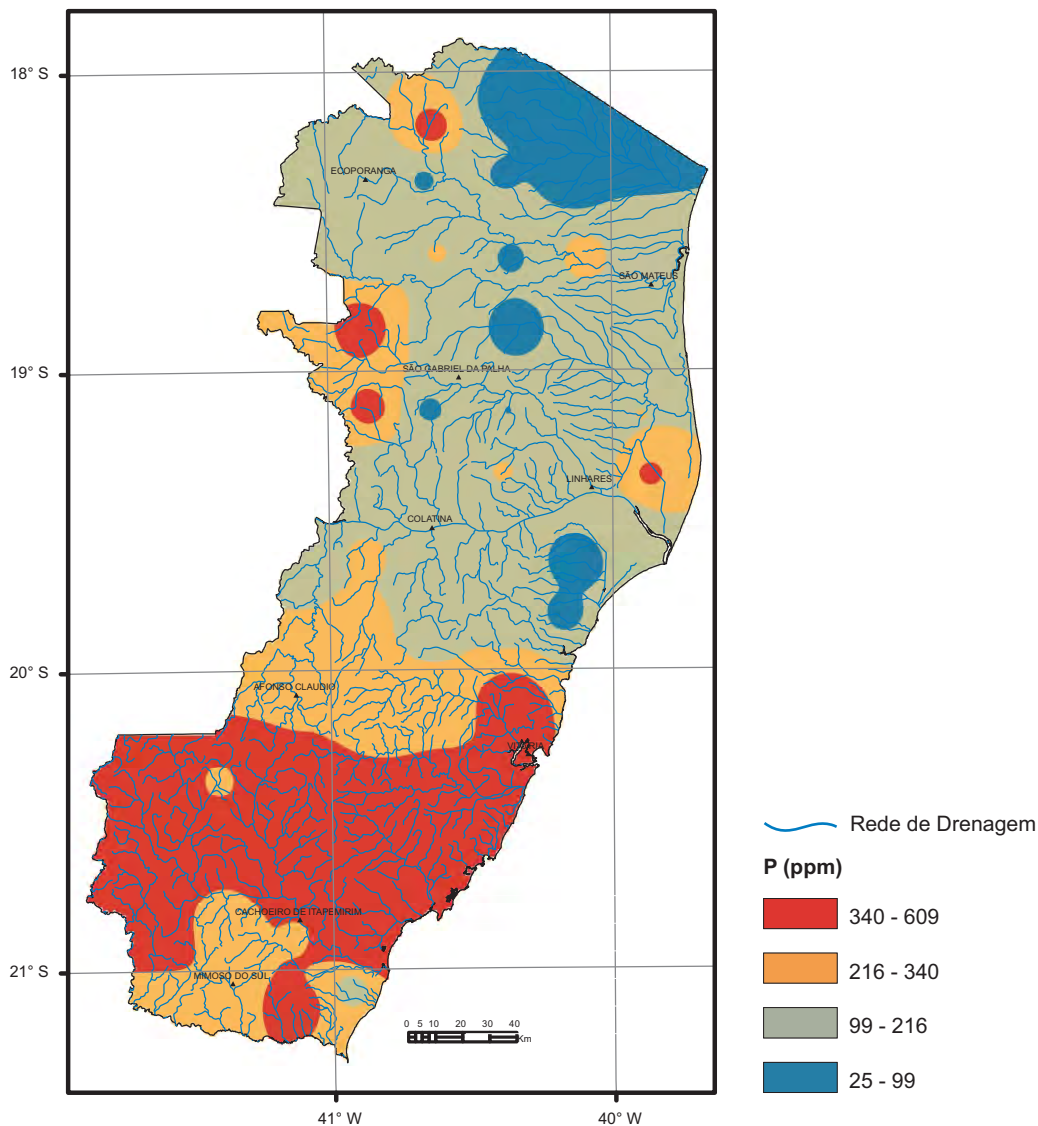 18° S
ECOPORANGA
SÃO MATEUS
19° S
SÃO GABRIEL DA PALHA
LINHARES
COLATINA
20° S
AFONSO CLAUDIO
VITÓRIA
Rede de Drenagem
P (ppm)
340 - 609
CACHOEIRO DE ITAPEMIRIM
216 - 340
21° S
MIMOSO DO SUL
99 - 216
0 5 10 20 30 40
Km
25 - 99
41° W 40° W